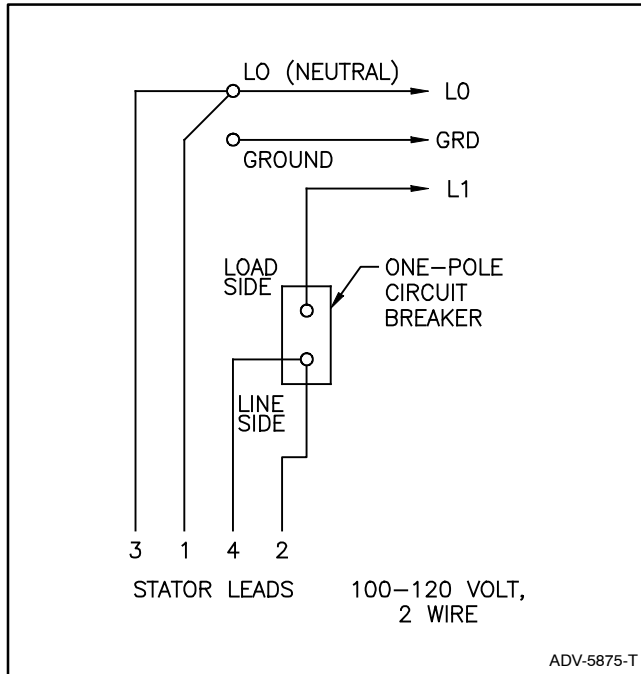 LO (NEUTRAL)
LO
GRD
GROUND
L1
LOAD
SIDE
ONE–POLE
CIRCUIT
BREAKER
LINE
SIDE
3 1 4 2
STATOR LEADS
100–120 VOLT,
2 WIRE
ADV-5875-T